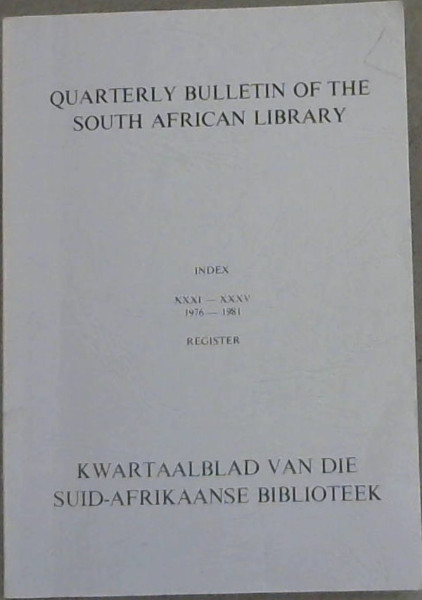 QUARTERLY BULLETIN OF THE
SOUTH AFRICAN LIBRARY
INDEX
XXXI — XXXV
1976 — 1981
REGISTER
KWARTAALBLAD VAN DIE
SUID-AFRIKAANSE BIBLIOTEEK